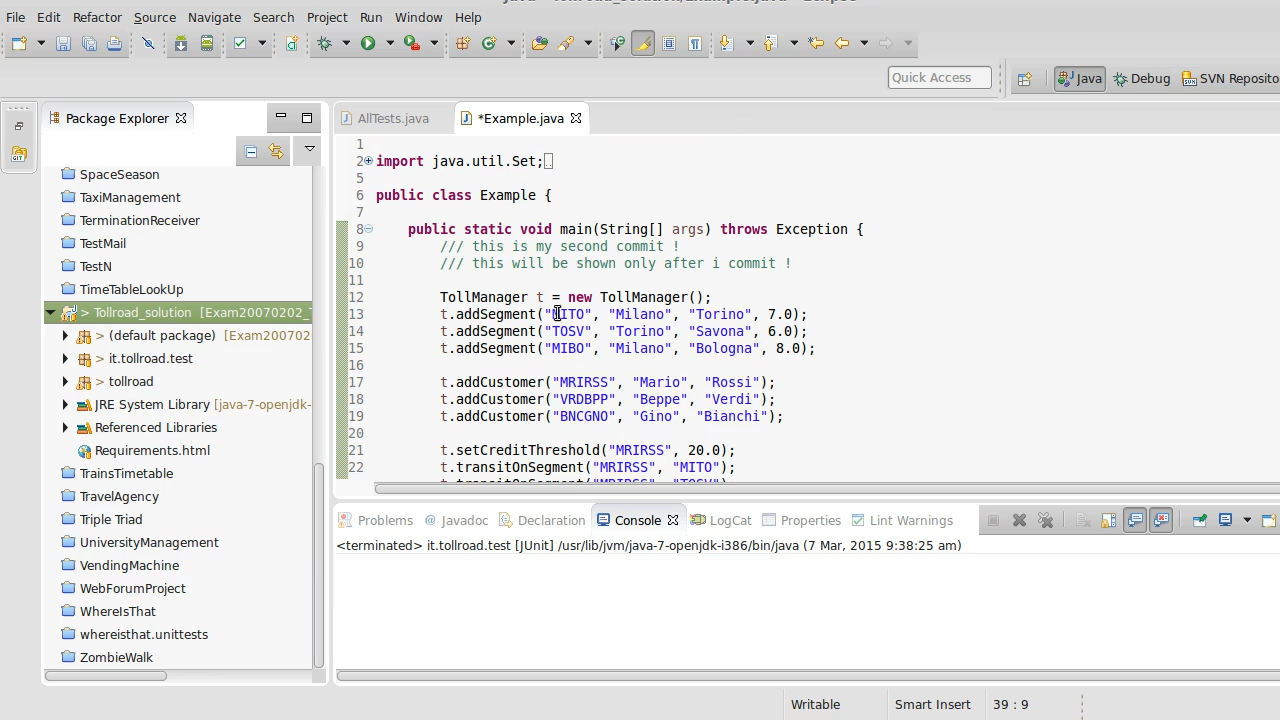 File Edit Refactor Source Navigate Search Project Run Window Help
Quick Access
Java
Debug
SVN Reposito
Package Explorer
SpaceSeason
TaxiManagement
TerminationReceiver
TestMail
TestN
TimeTableLookUp
> Tollroad_solution [Exam20070202_T
> (default package) [Exam20070
> it.tollroad.test
> tollroad
JRE System Library [java-7-openjdk-
Referenced Libraries
Requirements.html
TrainsTimetable
TravelAgency
Triple Triad
UniversityManagement
VendingMachine
WebForumProject
WhereIsThat
whereisthat.unittests
ZombieWalk
AllTests.java
*Example.java
1
2 import java.util.Set;
5
6 public class Example {
7
8 public static void main(String[] args) throws Exception {
9 /// this is my second commit !
10 /// this will be shown only after i commit !
11
12 TollManager t = new TollManager();
13 t.addSegment("MITO", "Milano", "Torino", 7.0);
14 t.addSegment("TOSV", "Torino", "Savona", 6.0);
15 t.addSegment("MIBO", "Milano", "Bologna", 8.0);
16
17 t.addCustomer("MRIRSS", "Mario", "Rossi");
18 t.addCustomer("VRDBPP", "Beppe", "Verdi");
19 t.addCustomer("BNCGNO", "Gino", "Bianchi");
20
21 t.setCreditThreshold("MRIRSS", 20.0);
22 t.transitOnSegment("MRIRSS", "MITO");
t.transitOnSegment("MRIRSS", "TOSV")
Problems
@ Javadoc
Declaration
Console
LogCat
Properties
Lint Warnings
<terminated> it.tollroad.test [JUnit] /usr/lib/jvm/java-7-openjdk-i386/bin/java (7 Mar, 2015 9:38:25 am)
Writable
Smart Insert
39 : 9